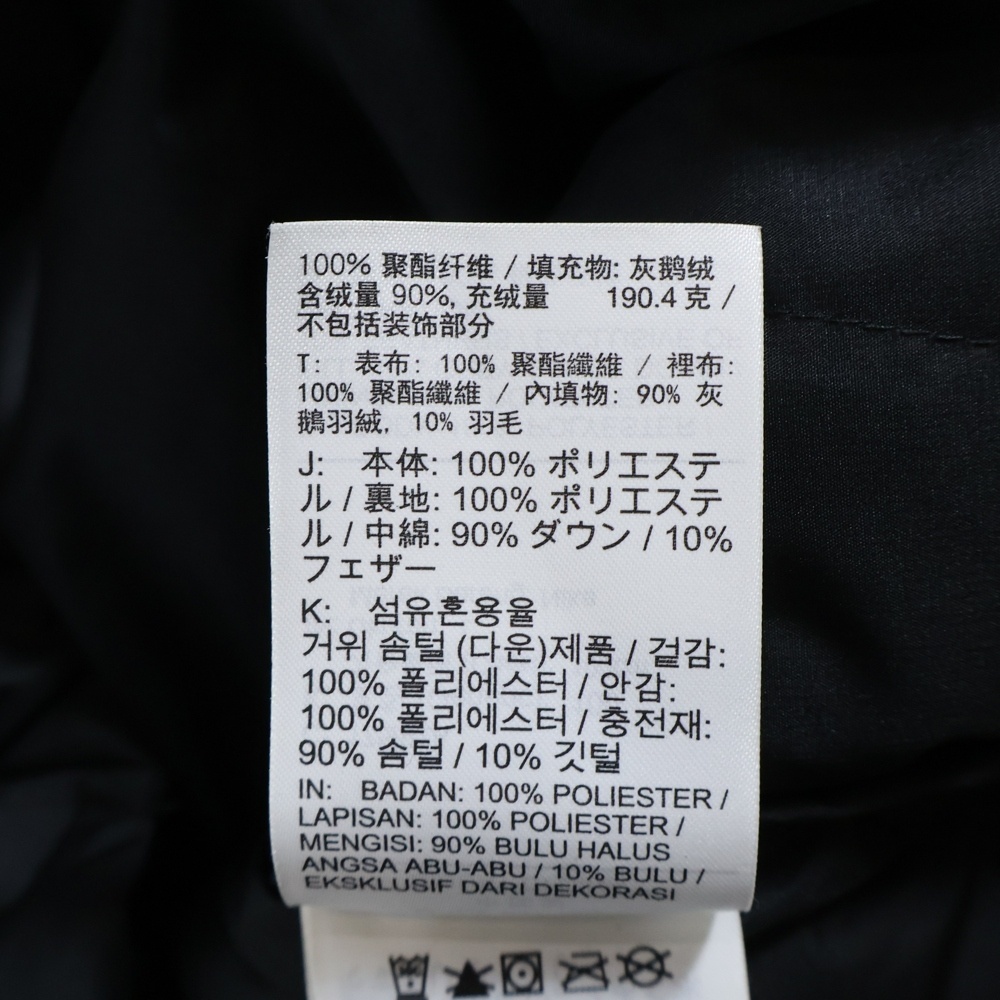 100% 聚酯纤维 / 填充物: 灰鹅绒
含绒量 90%, 充绒量 190.4 克 /
不包括装饰部分
T: 表布: 100% 聚酯纖維 / 裡布:
100% 聚酯纖維 / 內填物: 90% 灰
鵝羽絨, 10% 羽毛
J: 本体: 100% ポリエステ
ル / 裏地: 100% ポリエステ
ル / 中綿: 90% ダウン / 10%
フェザー
K: 섬유혼용율
거위 솜털 (다운)제품 / 겉감:
100% 폴리에스터 / 안감:
100% 폴리에스터 / 충전재:
90% 솜털 / 10% 깃털
IN: BADAN: 100% POLIESTER /
LAPISAN: 100% POLIESTER /
MENGISI: 90% BULU HALUS
ANGSA ABU-ABU / 10% BULU /
EKSKLUSIF DARI DEKORASI